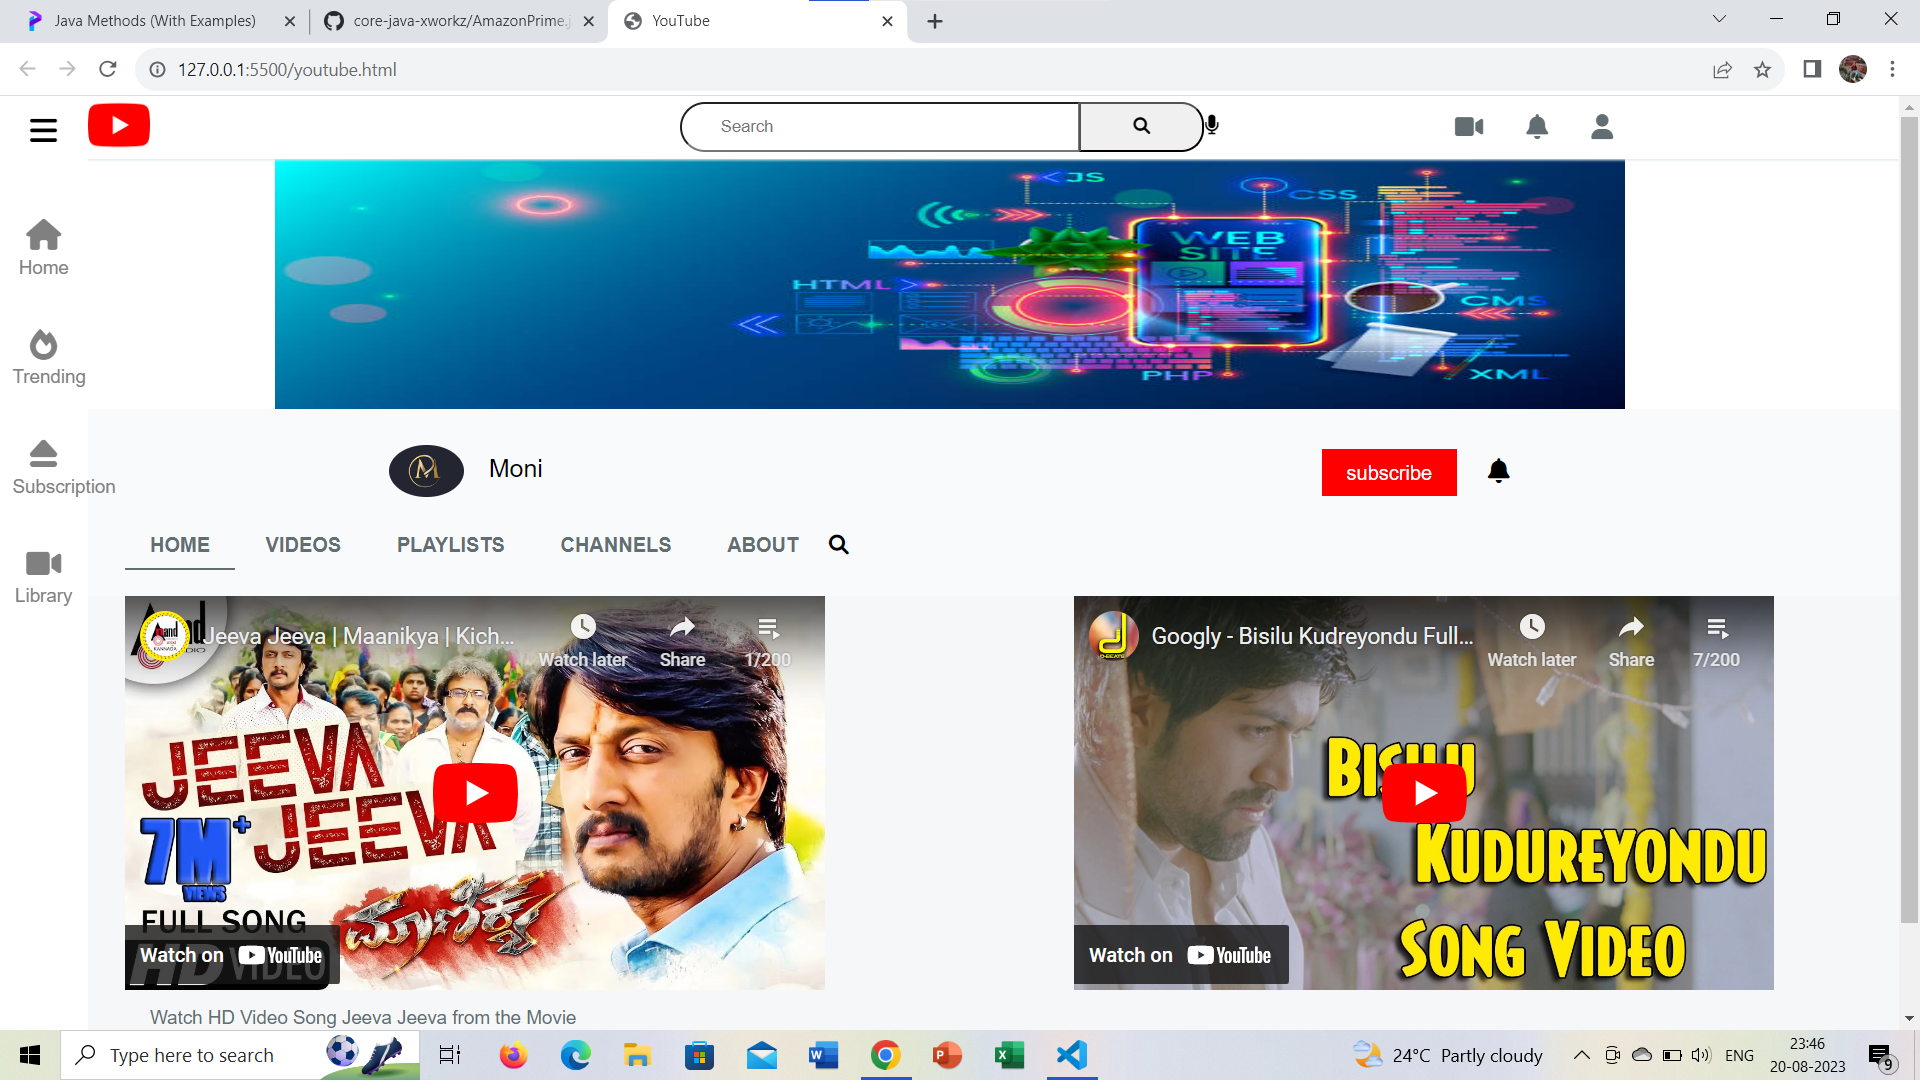 Java Methods (With Examples)
core-java-xworkz/AmazonPrime.j
YouTube
127.0.0.1:5500/youtube.html
Search
JS
CSS
WEB
SITE
HTML
CMS
PHP
XML
Home
Trending
Subscription
Library
Moni
subscribe
HOME VIDEOS PLAYLISTS CHANNELS ABOUT
Jeeva Jeeva | Maanikya | Kich...
Watch later Share 1/200
JEEVA
JEEVA
7M+
VIEWS
FULL SONG
HD VIDEO
ಮಾಣಿಕ್ಯ
Watch on YouTube
Googly - Bisilu Kudreyondu Full...
Watch later Share 7/200
BISILU
KUDUREYONDU
SONG VIDEO
Watch on YouTube
Watch HD Video Song Jeeva Jeeva from the Movie
Type here to search
24°C Partly cloudy
ENG
23:46
20-08-2023
9